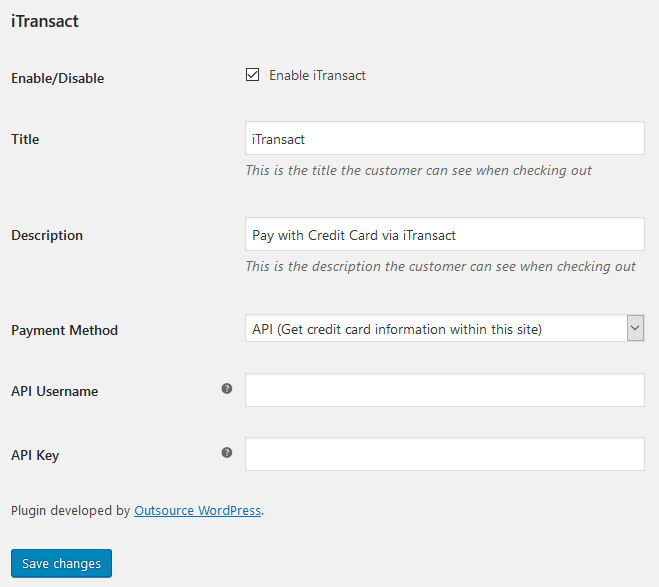 iTransact
Enable/Disable
Enable iTransact
Title
iTransact
This is the title the customer can see when checking out
Description
Pay with Credit Card via iTransact
This is the description the customer can see when checking out
Payment Method
API (Get credit card information within this site)
API Username
?
API Key
?
Plugin developed by Outsource WordPress.
Save changes